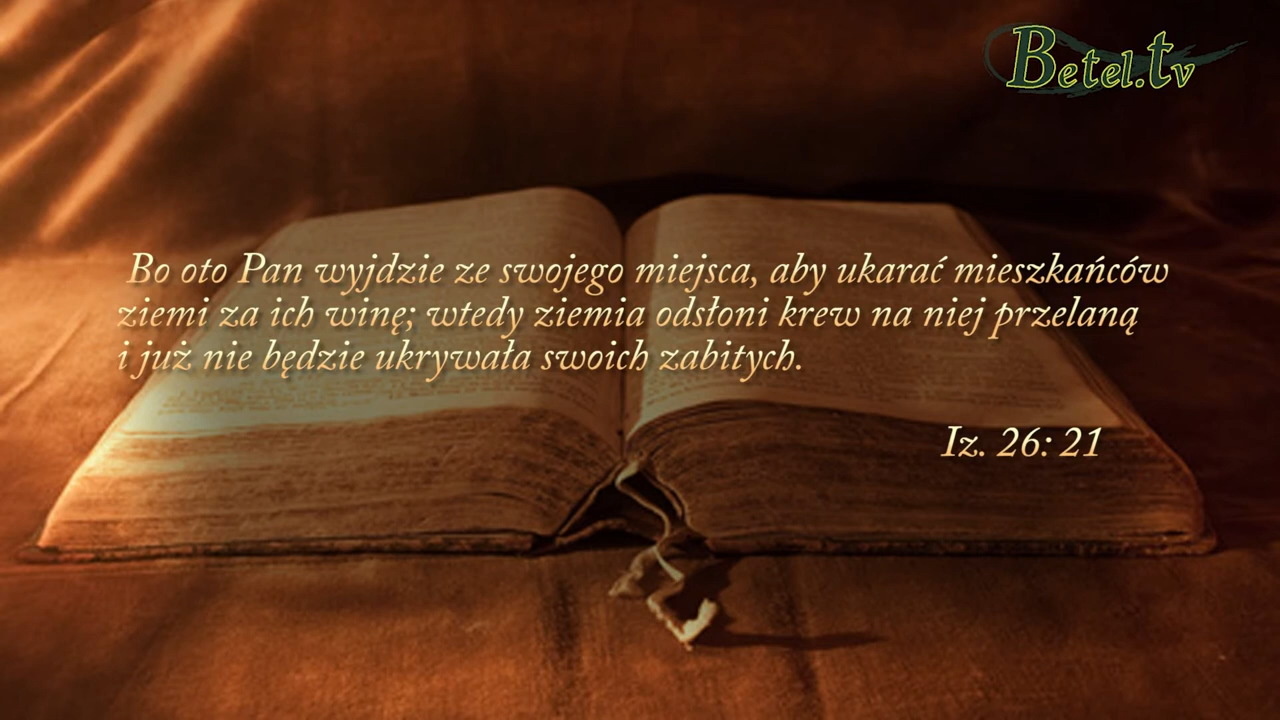 Betel.tv
Bo oto Pan wyjdzie ze swojego miejsca, aby ukarać mieszkańców
ziemi za ich winę; wtedy ziemia odsłoni krew na niej przelaną
i już nie będzie ukrywała swoich zabitych.
Iz. 26: 21